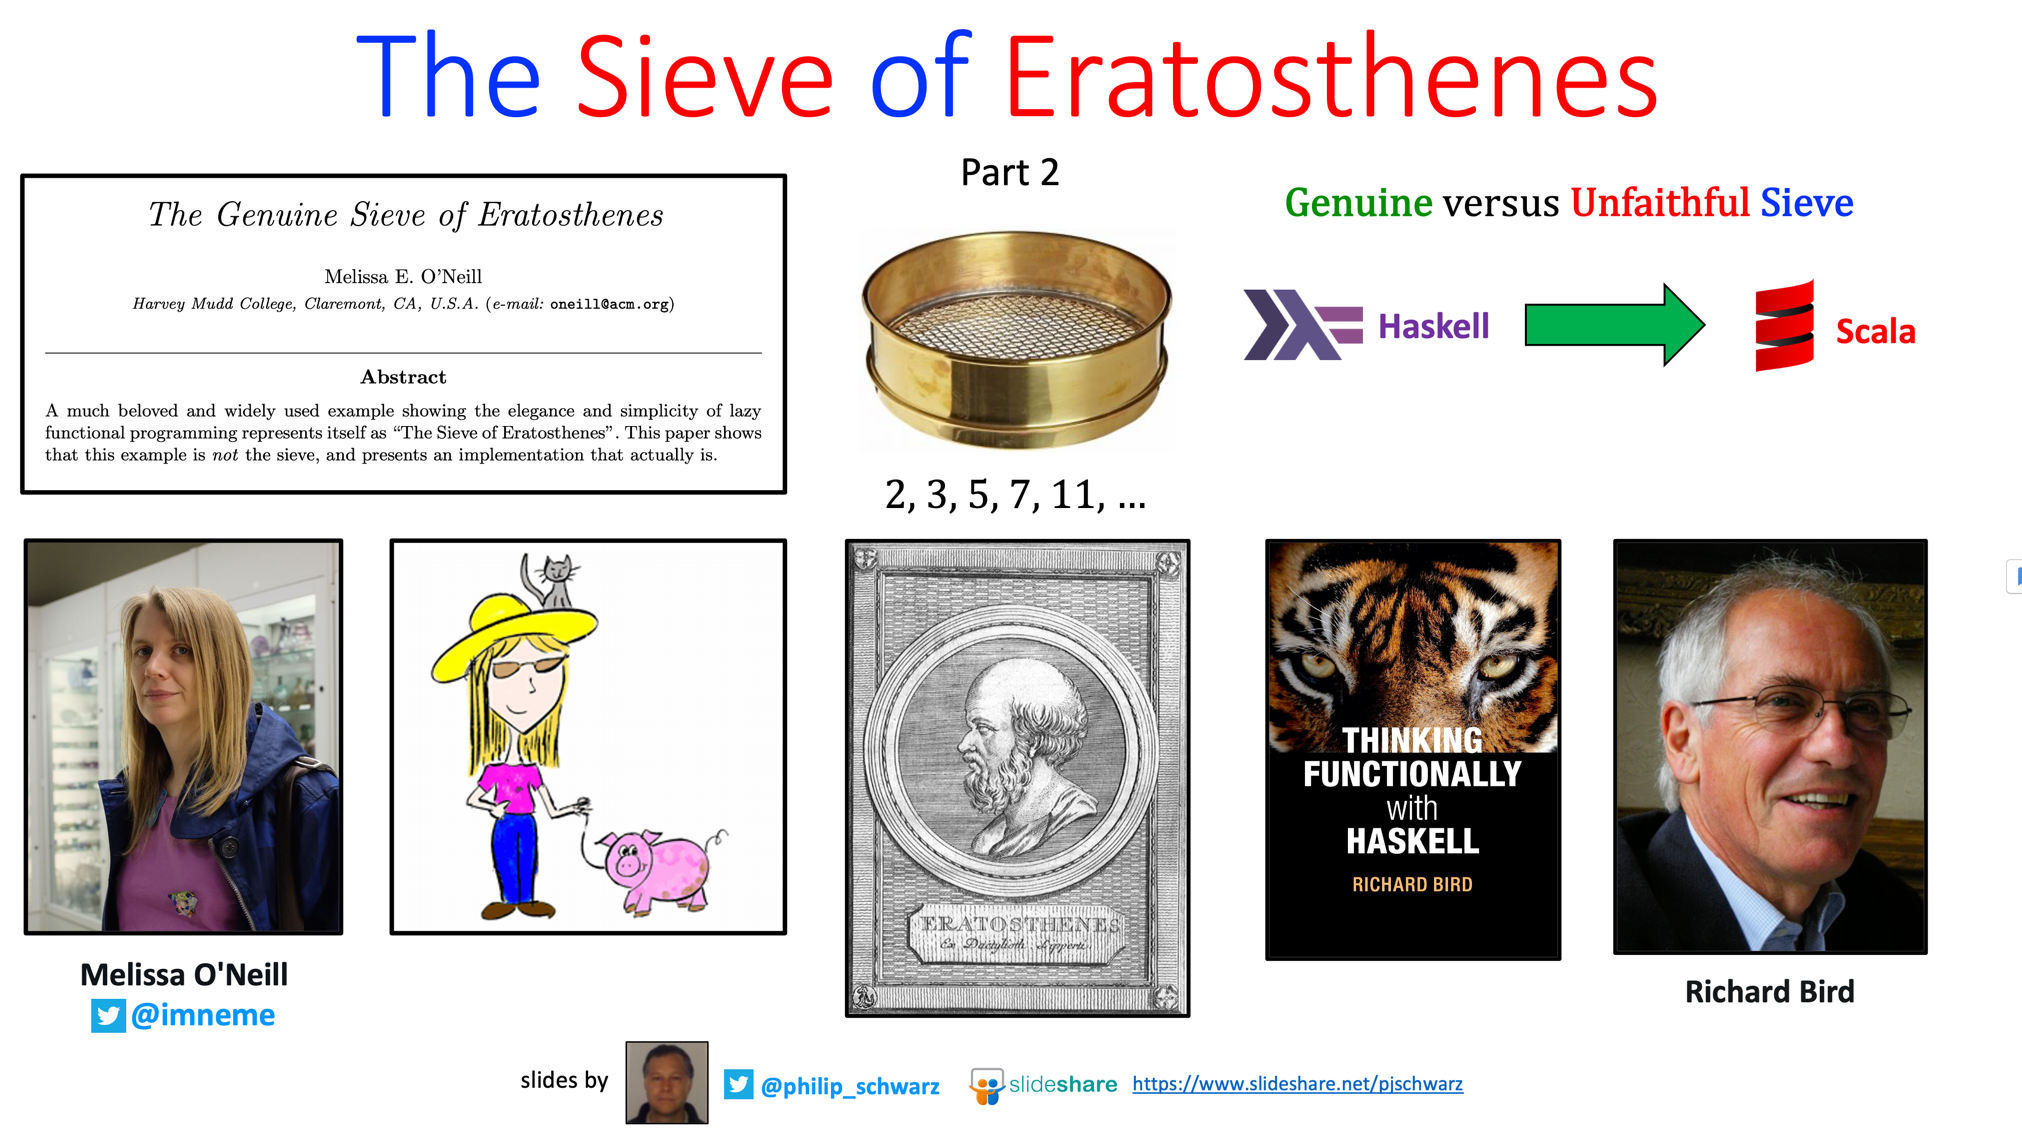 The Sieve of Eratosthenes
Part 2
The Genuine Sieve of Eratosthenes
Melissa E. O'Neill
Harvey Mudd College, Claremont, CA, U.S.A. (e-mail: oneill@acm.org)
Abstract
A much beloved and widely used example showing the elegance and simplicity of lazy
functional programming represents itself as “The Sieve of Eratosthenes”. This paper shows
that this example is not the sieve, and presents an implementation that actually is.
2, 3, 5, 7, 11, …
Genuine versus Unfaithful Sieve
Haskell
Scala
Melissa O'Neill
@imneme
ERATOSTHENES
Ex Dactylioth. Lipperti.
THINKING
FUNCTIONALLY
with
HASKELL
RICHARD BIRD
Richard Bird
slides by
@philip_schwarz
slideshare
https://www.slideshare.net/pjschwarz